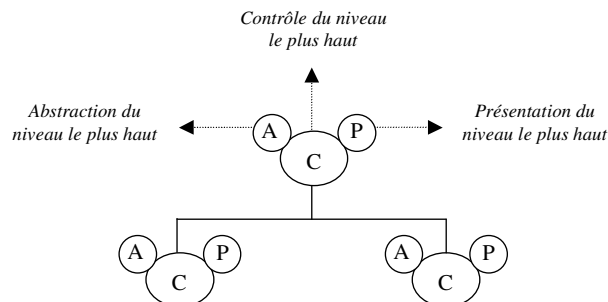 Contrôle du niveau
le plus haut
Abstraction du
niveau le plus haut
A
P
Présentation du
niveau le plus haut
C
A
P
C
A
P
C